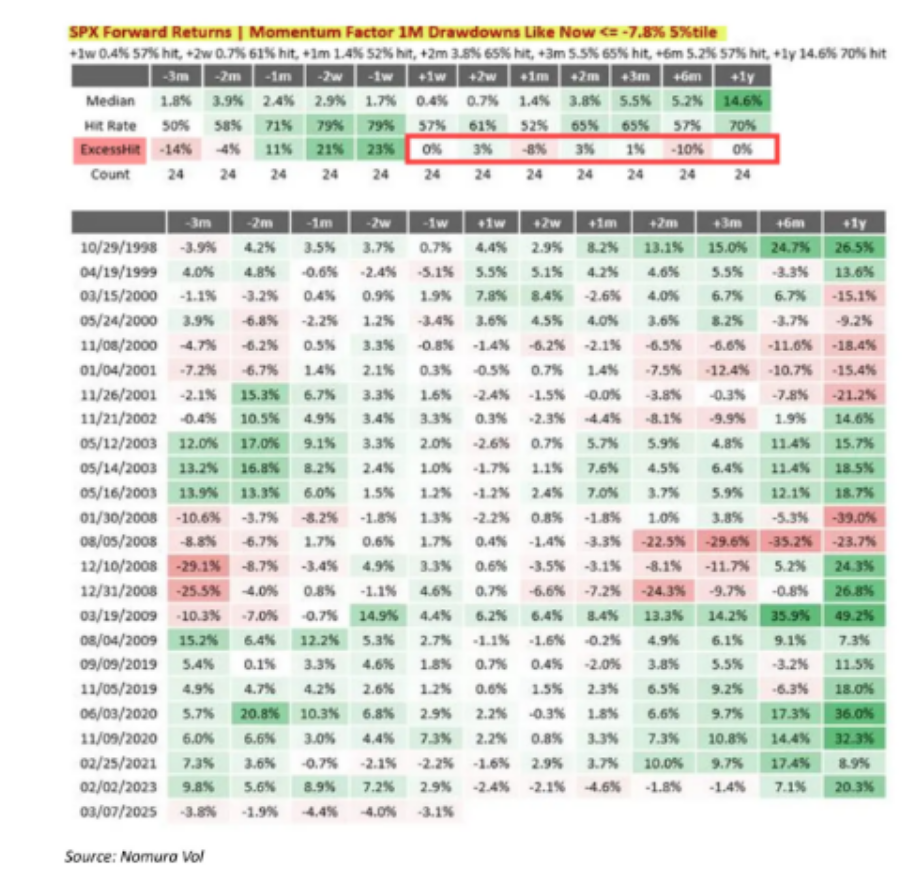 SPX Forward Returns | Momentum Factor 1M Drawdowns Like Now <= -7.8% 5%tile
+1w 0.4% 57% hit, +2w 0.7% 61% hit, +1m 1.4% 52% hit, +2m 3.8% 65% hit, +3m 5.5% 65% hit, +6m 5.2% 57% hit, +1y 14.6% 70% hit
-3m -2m -1m -2w -1w +1w +2w +1m +2m +3m +6m +1y
Median 1.8% 3.9% 2.4% 2.9% 1.7% 0.4% 0.7% 1.4% 3.8% 5.5% 5.2% 14.6%
Hit Rate 50% 58% 71% 79% 79% 57% 61% 52% 65% 65% 57% 70%
ExcessHit -14% -4% 11% 21% 23% 0% 3% -8% 3% 1% -10% 0%
Count 24 24 24 24 24 24 24 24 24 24 24 24
-3m -2m -1m -2w -1w +1w +2w +1m +2m +3m +6m +1y
10/29/1998 -3.9% 4.2% 3.5% 3.7% 0.7% 4.4% 2.9% 8.2% 13.1% 15.0% 24.7% 26.5%
04/19/1999 4.0% 4.8% -0.6% -2.4% -5.1% 5.5% 5.1% 4.2% 4.6% 5.5% -3.3% 13.6%
03/15/2000 -1.1% -3.2% 0.4% 0.9% 1.9% 7.8% 8.4% -2.6% 4.0% 6.7% 6.7% -15.1%
05/24/2000 3.9% -6.8% -2.2% 1.2% -3.4% 3.6% 4.5% 4.0% 3.6% 8.2% -3.7% -9.2%
11/08/2000 -4.7% -6.2% 0.5% 3.3% -0.8% -1.4% -6.2% -2.1% -6.5% -6.6% -11.6% -18.4%
01/04/2001 -7.2% -6.7% 1.4% 2.1% 0.3% -0.5% 0.7% 1.4% -7.5% -12.4% -10.7% -15.4%
11/26/2001 -2.1% 15.3% 6.7% 3.3% 1.6% -2.4% -1.5% -0.0% -3.8% -0.3% -7.8% -21.2%
11/21/2002 -0.4% 10.5% 4.9% 3.4% 3.3% 0.3% -2.3% -4.4% -8.1% -9.9% 1.9% 14.6%
05/12/2003 12.0% 17.0% 9.1% 3.3% 2.0% -2.6% 0.7% 5.7% 5.9% 4.8% 11.4% 15.7%
05/14/2003 13.2% 16.8% 8.2% 2.4% 1.0% -1.7% 1.1% 7.6% 4.5% 6.4% 11.4% 18.5%
05/16/2003 13.9% 13.3% 6.0% 1.5% 1.2% -1.2% 2.4% 7.0% 3.7% 5.9% 12.1% 18.7%
01/30/2008 -10.6% -3.7% -8.2% -1.8% 1.3% -2.2% 0.8% -1.8% 1.0% 3.8% -5.3% -39.0%
08/05/2008 -8.8% -6.7% 1.7% 0.6% 1.7% 0.4% -1.4% -3.3% -22.5% -29.6% -35.2% -23.7%
12/10/2008 -29.1% -8.7% -3.4% 4.9% 3.3% 0.6% -3.5% -3.1% -8.1% -11.7% 5.2% 24.3%
12/31/2008 -25.5% -4.0% 0.8% -1.1% 4.6% 0.7% -6.6% -7.2% -24.3% -9.7% -0.8% 26.8%
03/19/2009 -10.3% -7.0% -0.7% 14.9% 4.4% 6.2% 6.4% 8.4% 13.3% 14.2% 35.9% 49.2%
08/04/2009 15.2% 6.4% 12.2% 5.3% 2.7% -1.1% -1.6% -0.2% 4.9% 6.1% 9.1% 7.3%
09/09/2019 5.4% 0.1% 3.3% 4.6% 1.8% 0.7% 0.4% -2.0% 3.8% 5.5% -3.2% 11.5%
11/05/2019 4.9% 4.7% 4.2% 2.6% 1.2% 0.6% 1.5% 2.3% 6.5% 9.2% -6.3% 18.0%
06/03/2020 5.7% 20.8% 10.3% 6.8% 2.9% 2.2% -0.3% 1.8% 6.6% 9.7% 17.3% 36.0%
11/09/2020 6.0% 6.6% 3.0% 4.4% 7.3% 2.2% 0.8% 3.3% 7.3% 10.8% 14.4% 32.3%
02/25/2021 7.3% 3.6% -0.7% -2.1% -2.2% -1.6% 2.9% 3.7% 10.0% 9.7% 17.4% 8.9%
02/02/2023 9.8% 5.6% 8.9% 7.2% 2.9% -2.4% -2.1% -4.6% -1.8% -1.4% 7.1% 20.3%
03/07/2025 -3.8% -1.9% -4.4% -4.0% -3.1%
Source: Nomura Vol